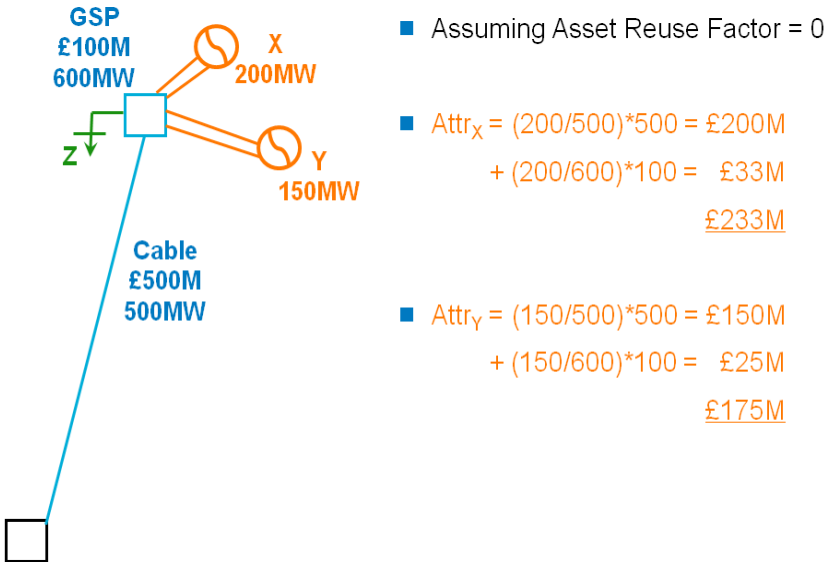 GSP
£100M
600MW
X
200MW
Z
Y
150MW
Cable
£500M
500MW
■ Assuming Asset Reuse Factor = 0
■ AttrX = (200/500)*500 = £200M
+ (200/600)*100 = £33M
£233M
■ AttrY = (150/500)*500 = £150M
+ (150/600)*100 = £25M
£175M